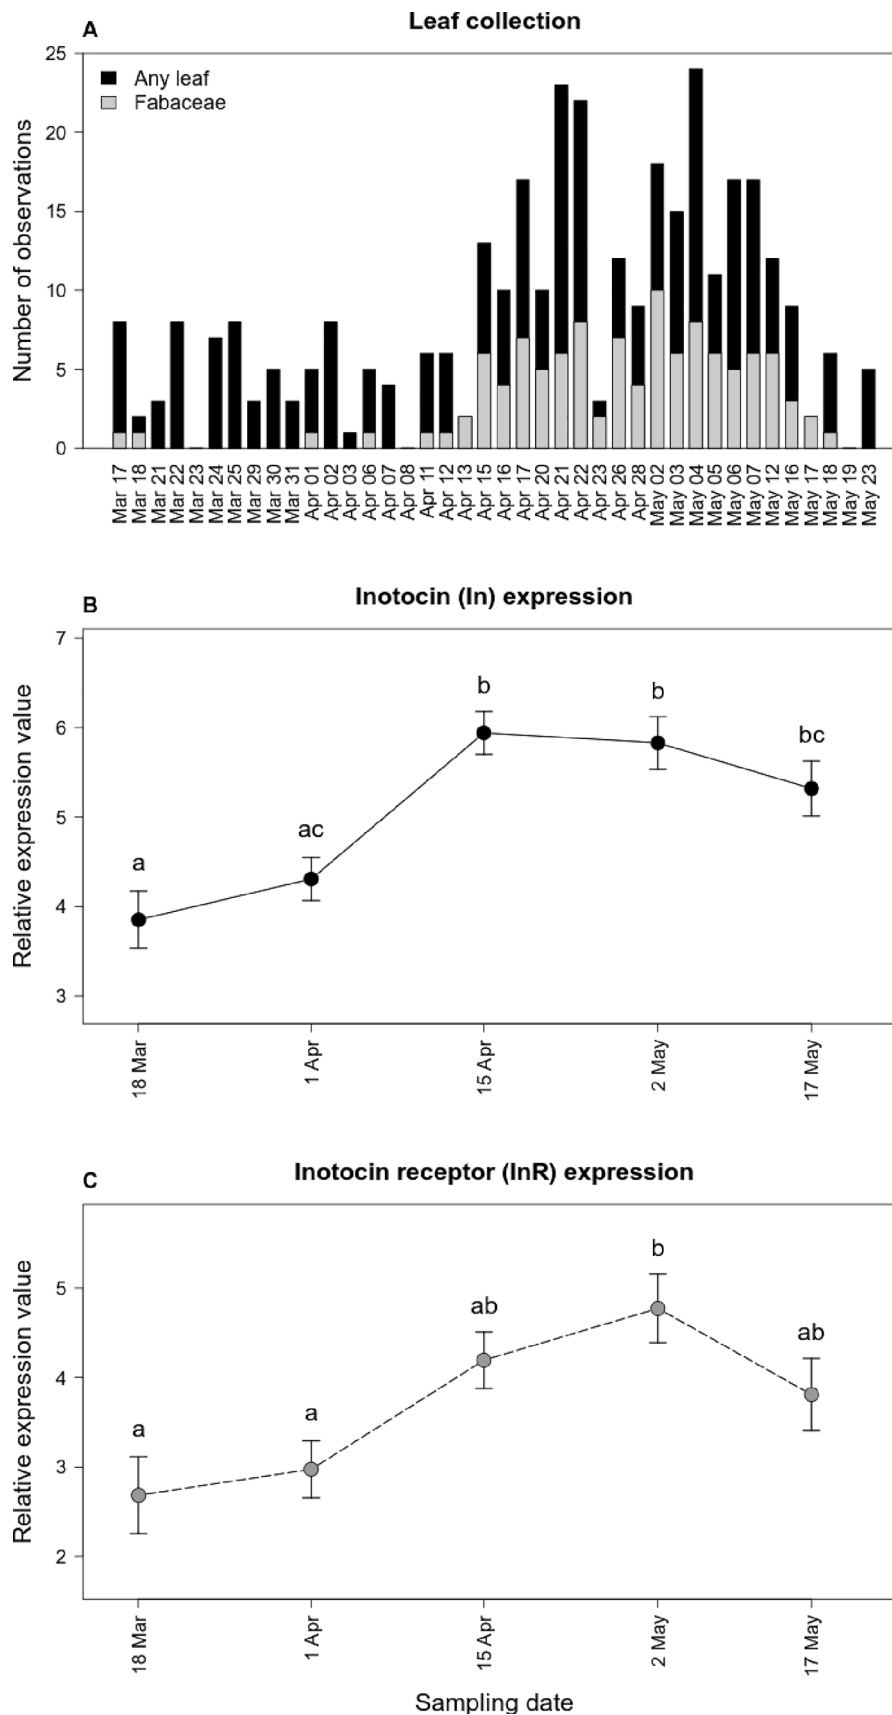 A
Leaf collection
Number of observations
25
20
15
10
5
0
Any leaf
Fabaceae
Mar 17
Mar 18
Mar 21
Mar 22
Mar 23
Mar 24
Mar 25
Mar 29
Mar 30
Mar 31
Apr 01
Apr 02
Apr 03
Apr 06
Apr 07
Apr 08
Apr 11
Apr 12
Apr 13
Apr 15
Apr 16
Apr 17
Apr 20
Apr 21
Apr 22
Apr 23
Apr 26
Apr 28
May 02
May 03
May 04
May 05
May 06
May 07
May 12
May 16
May 17
May 18
May 19
May 23
B
Inotocin (In) expression
Relative expression value
7
6
5
4
3
a
ac
b
b
bc
18 Mar
1 Apr
15 Apr
2 May
17 May
C
Inotocin receptor (InR) expression
Relative expression value
5
4
3
2
a
a
ab
b
ab
18 Mar
1 Apr
15 Apr
2 May
17 May
Sampling date